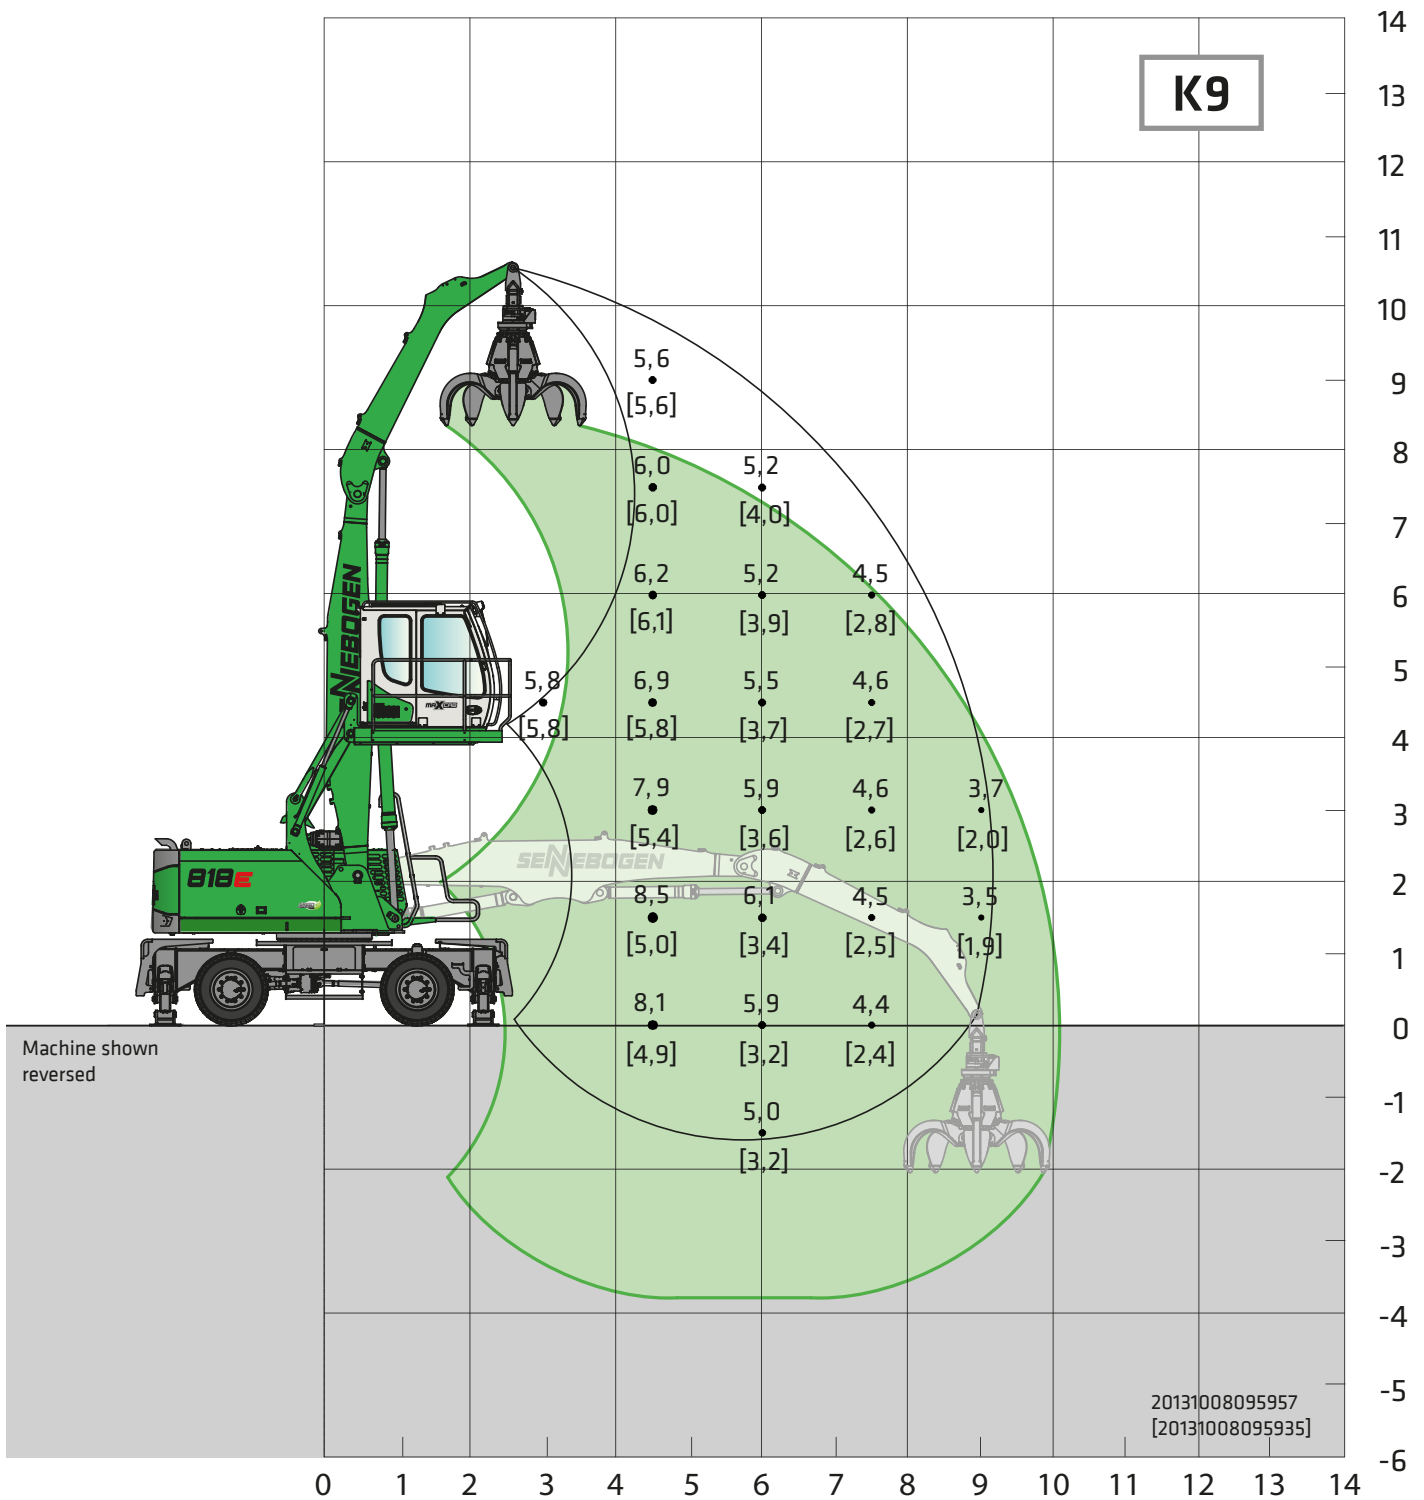 14
K9
13
12
11
10
5,6
9
[5,6]
8
6,0 5,2
[6,0] [4,0]
7
6,2 5,2 4,5
6
[6,1] [3,9] [2,8]
SENNEBOGEN
5
5,8 6,9 5,5 4,6
MAXCAB
[5,8] [5,8] [3,7] [2,7]
4
7,9 5,9 4,6 3,7
3
[5,4] [3,6] [2,6] [2,0]
SENNEBOGEN
818E
2
8,5 6,1 4,5 3,5
[5,0] [3,4] [2,5] [1,9]
1
8,1 5,9 4,4
0
Machine shown
reversed
[4,9] [3,2] [2,4]
-1
5,0
[3,2]
-2
-3
-4
-5
20131008095957
[20131008095935]
-6
0 1 2 3 4 5 6 7 8 9 10 11 12 13 14